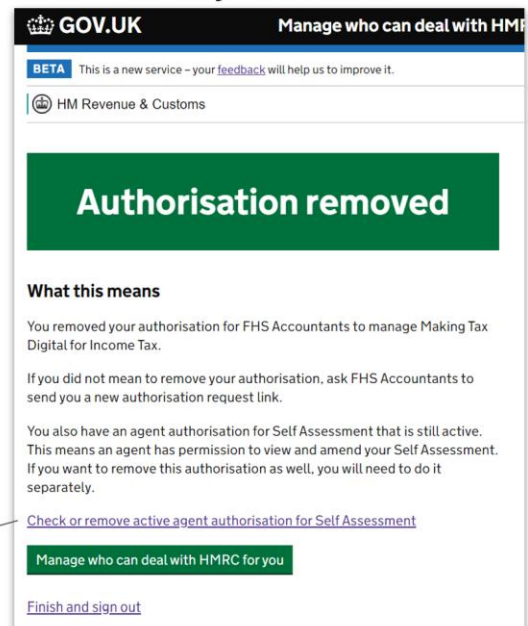 GOV.UK Manage who can deal with HMR
BETA This is a new service – your feedback will help us to improve it.
HM Revenue & Customs
Authorisation removed
What this means
You removed your authorisation for FHS Accountants to manage Making Tax
Digital for Income Tax.
If you did not mean to remove your authorisation, ask FHS Accountants to
send you a new authorisation request link.
You also have an agent authorisation for Self Assessment that is still active.
This means an agent has permission to view and amend your Self Assessment.
If you want to remove this authorisation as well, you will need to do it
separately.
Check or remove active agent authorisation for Self Assessment
Manage who can deal with HMRC for you
Finish and sign out